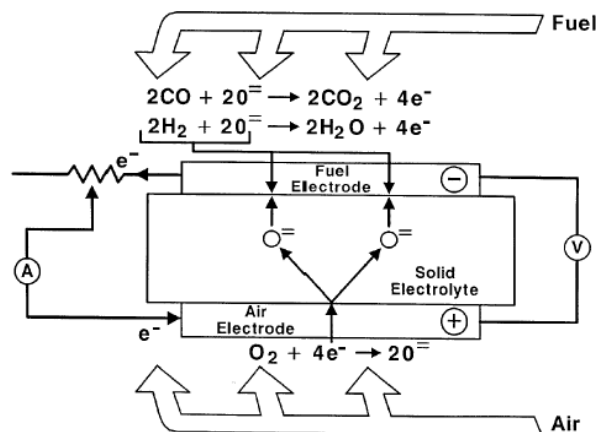 Fuel
2CO + 2O⁼ → 2CO₂ + 4e⁻
2H₂ + 2O⁼ → 2H₂O + 4e⁻
e⁻
Fuel
Electrode
−
O⁼ O⁼
A
V
Solid
Electrolyte
Air
Electrode
+
e⁻
O₂ + 4e⁻ → 2O⁼
Air